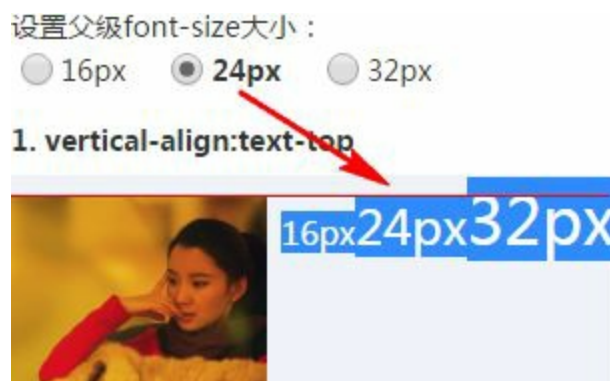 设置父级font-size大小：
16px 24px 32px
1. vertical-align:text-top
16px24px32px